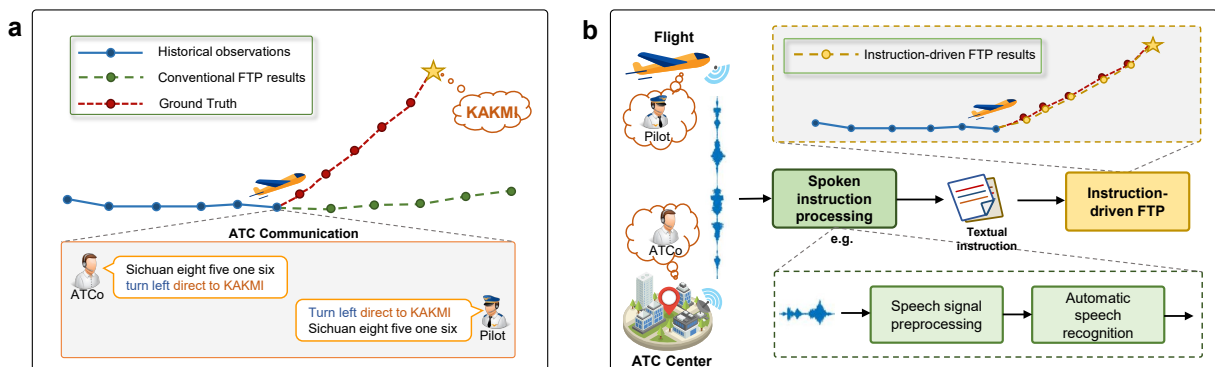 a
Historical observations
Conventional FTP results
Ground Truth
KAKMI
ATC Communication
Sichuan eight five one six
turn left direct to KAKMI
ATCo
Turn left direct to KAKMI
Sichuan eight five one six
Pilot
b
Flight
Pilot
ATCo
ATC Center
Instruction-driven FTP results
Spoken
instruction
processing
e.g.
Textual
instruction
Instruction-
driven FTP
Speech signal
preprocessing
Automatic
speech
recognition